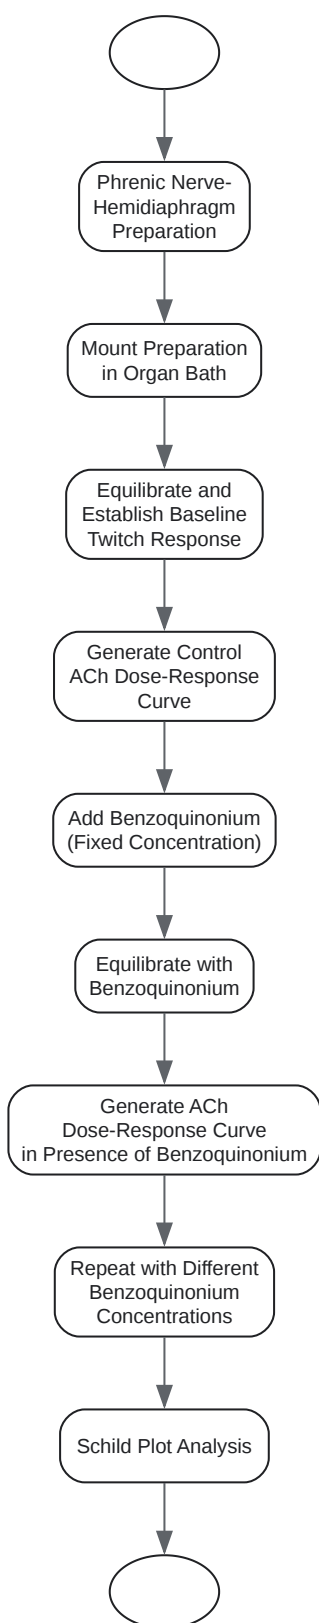 Phrenic Nerve-
Hemidiaphragm
Preparation
Mount Preparation
in Organ Bath
Equilibrate and
Establish Baseline
Twitch Response
Generate Control
ACh Dose-Response
Curve
Add Benzoquinonium
(Fixed Concentration)
Equilibrate with
Benzoquinonium
Generate ACh
Dose-Response Curve
in Presence of Benzoquinonium
Repeat with Different
Benzoquinonium
Concentrations
Schild Plot Analysis